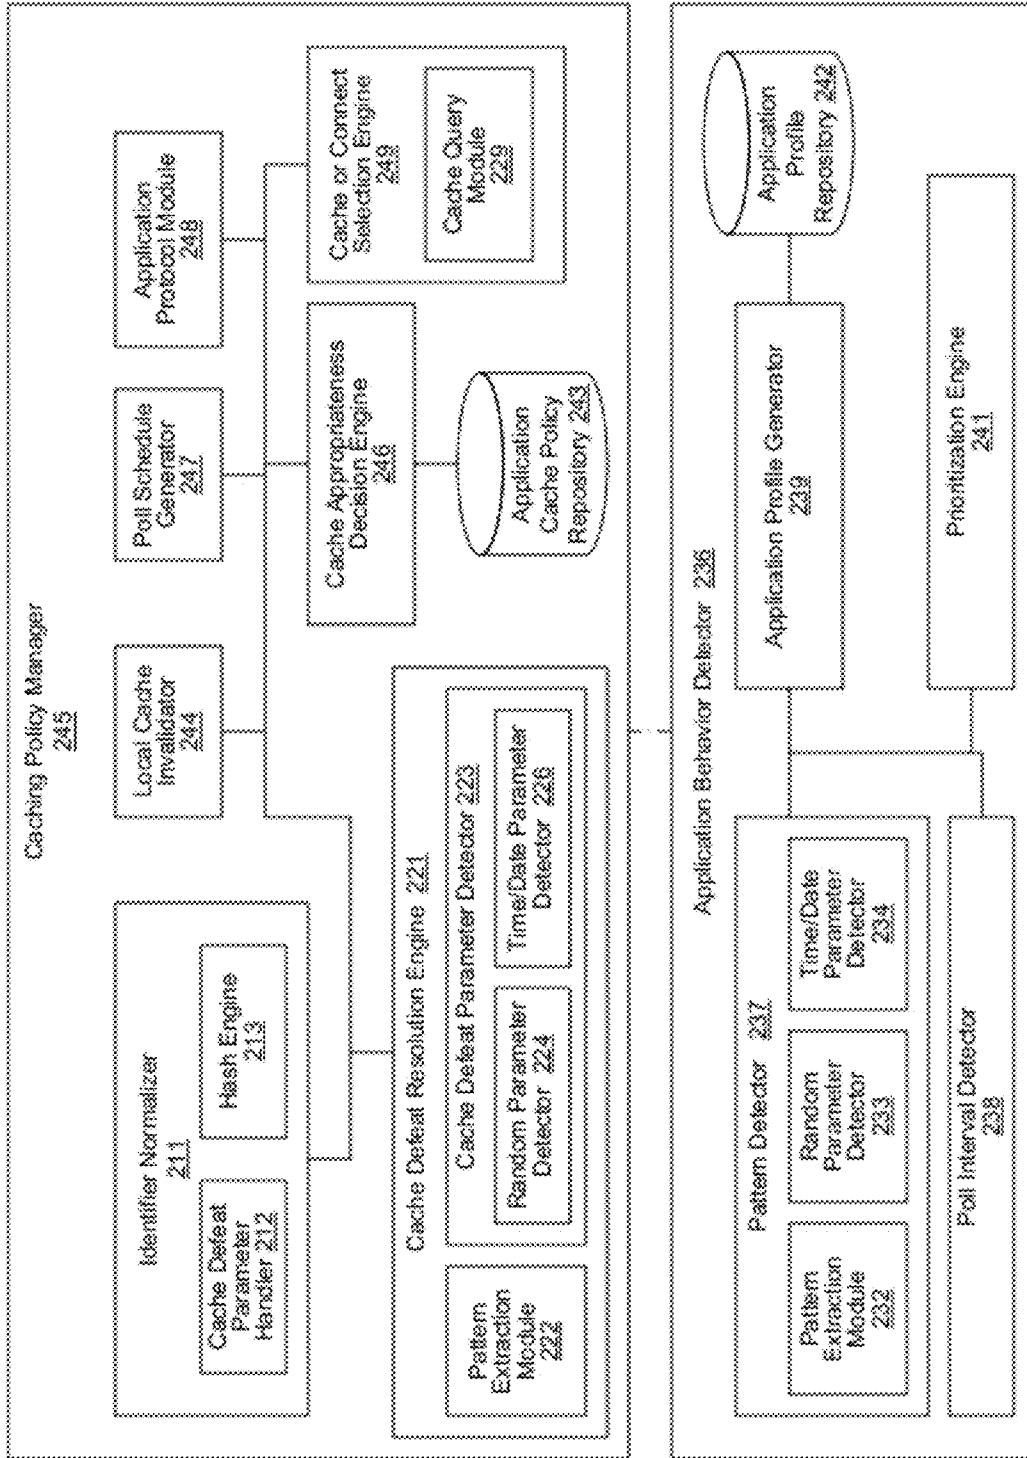 Caching Policy Manager
245
Identifier Normalizer
211
Cache Defeat
Parameter
Handler 212
Hash Engine
213
Local Cache
Invalidator
244
Poll Schedule
Generator
247
Application
Protocol Module
248
Cache Defeat Resolution Engine 221
Pattern
Extraction
Module
222
Cache Defeat Parameter Detector 223
Random Parameter
Detector 224
Time/Date Parameter
Detector 226
Cache Appropriateness
Decision Engine
246
Application
Cache Policy
Repository 243
Cache or Connect
Selection Engine
249
Cache Query
Module
229
Application Behavior Detector 236
Pattern Detector 237
Pattern
Extraction
Module
232
Random
Parameter
Detector
233
Time/Date
Parameter
Detector
234
Poll Interval Detector
238
Application Profile Generator
239
Application
Profile
Repository 242
Prioritization Engine
241